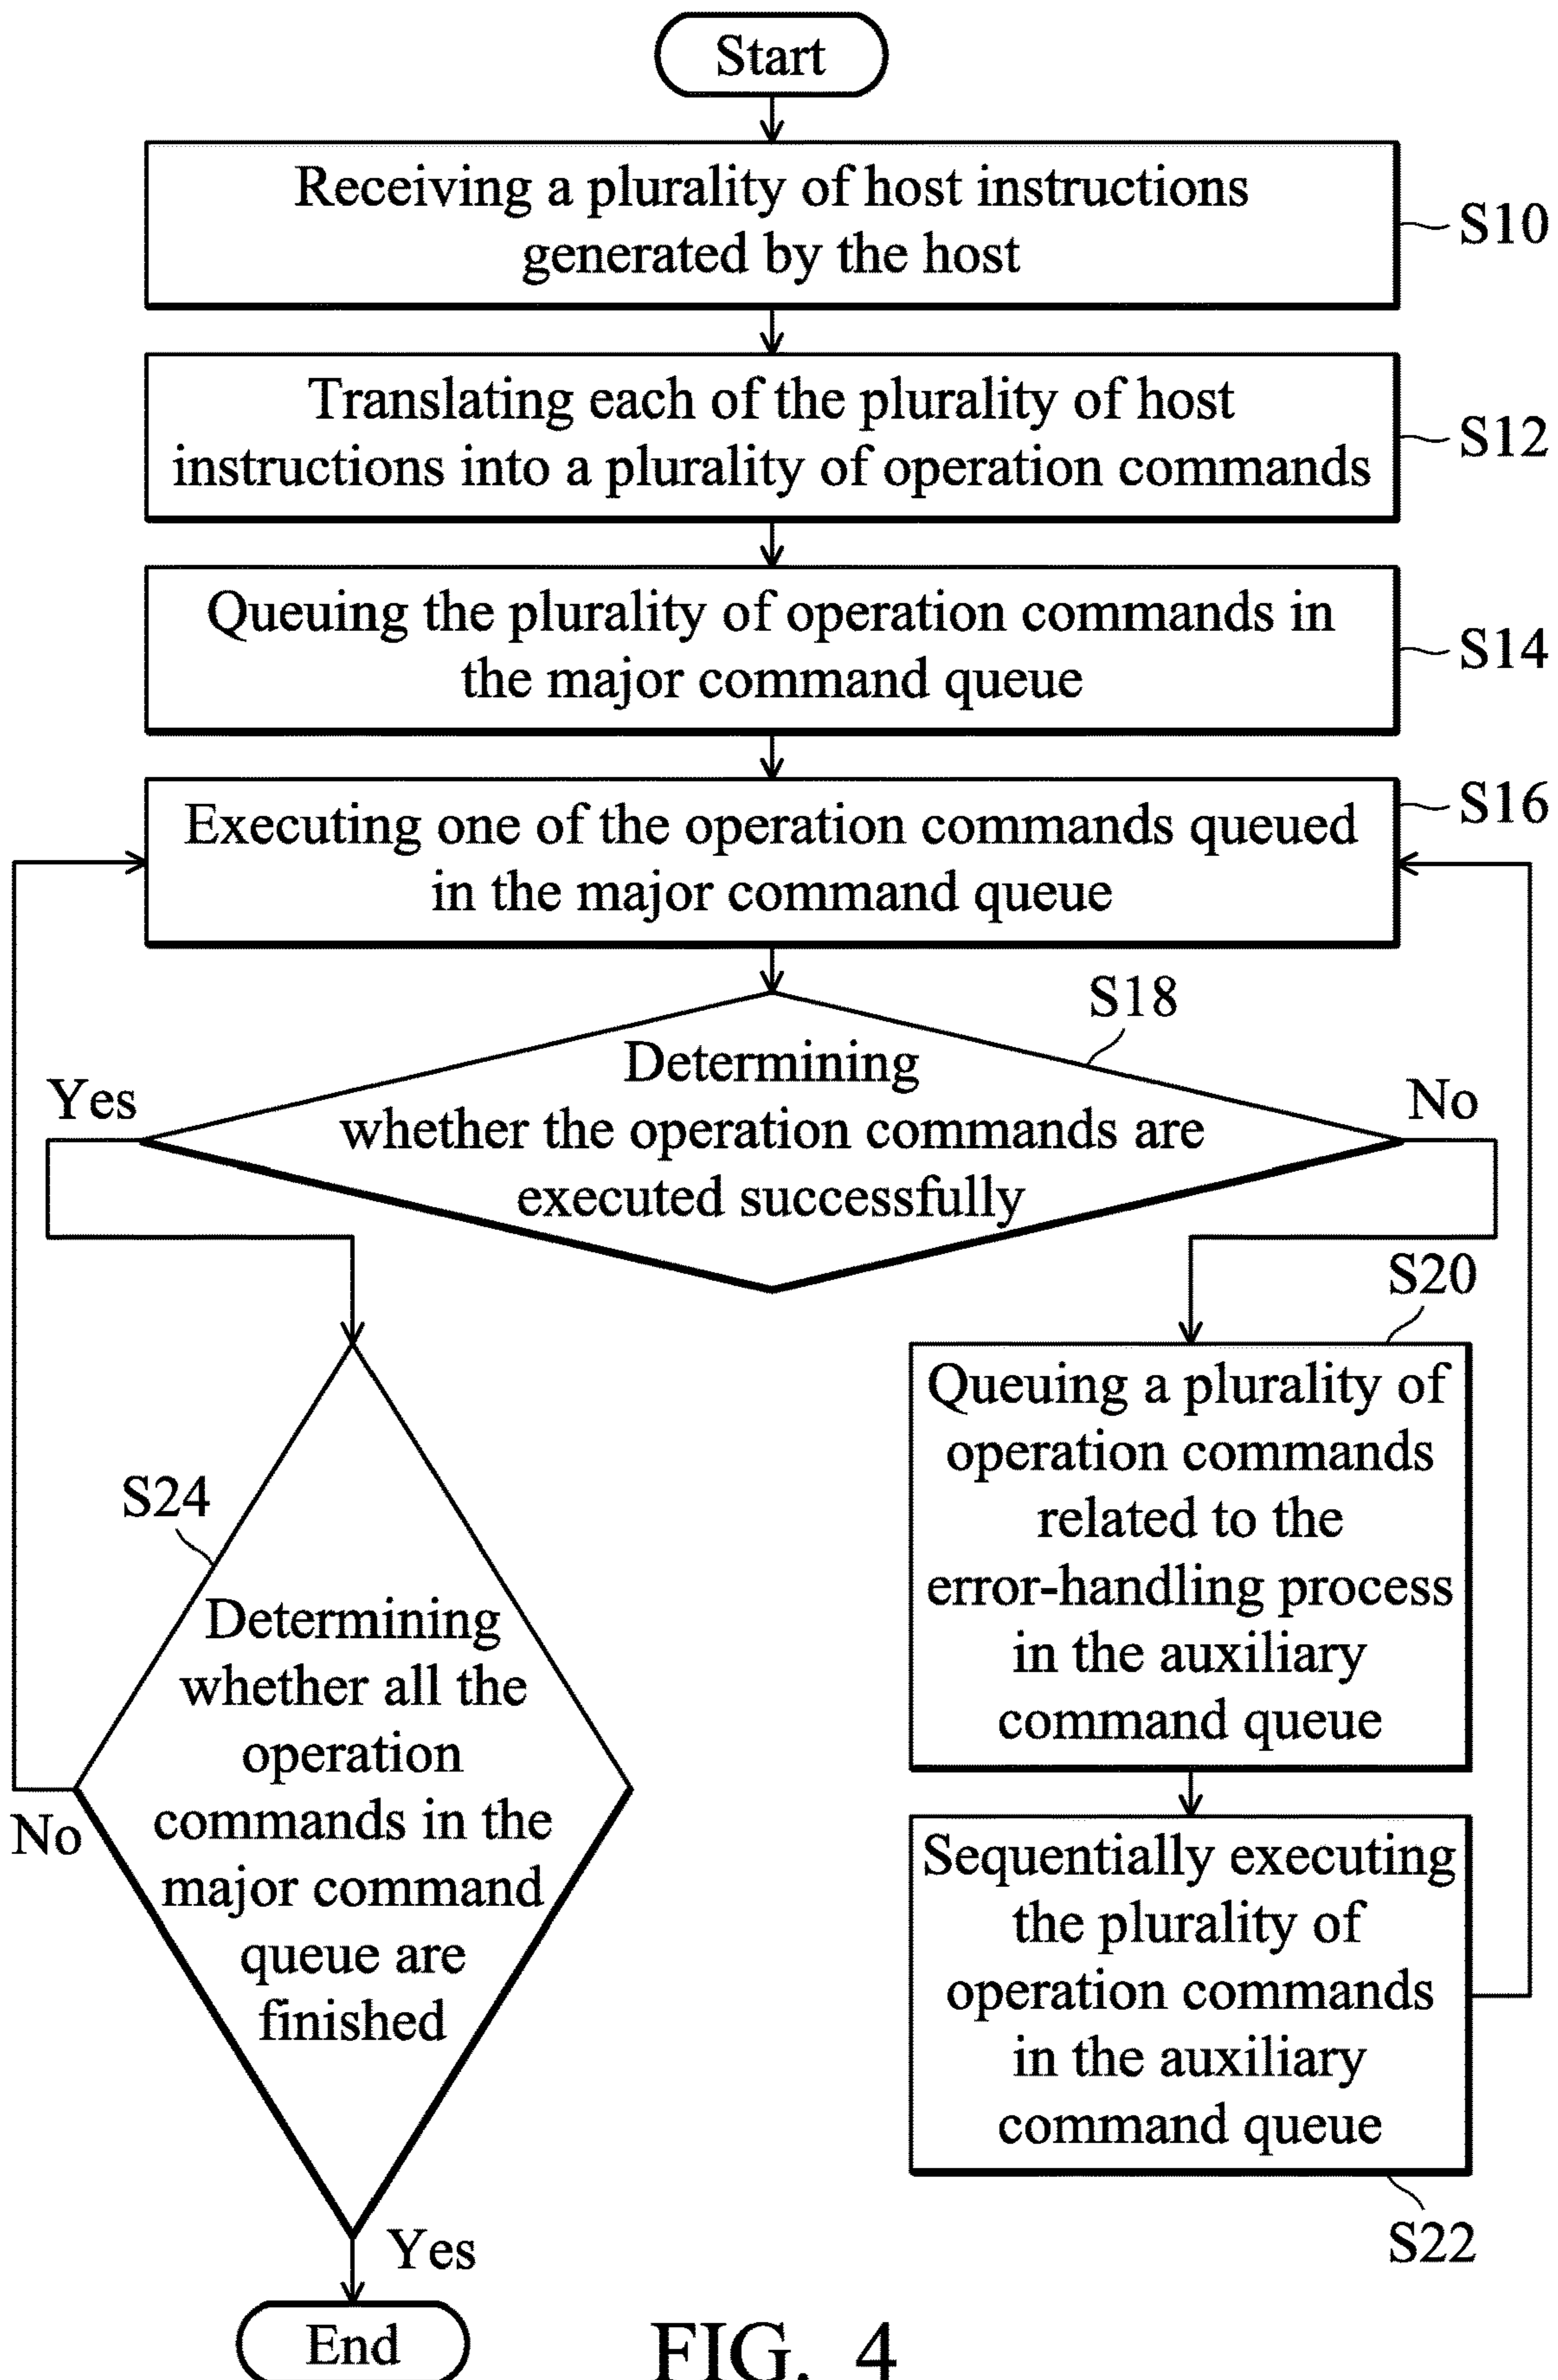 Start
Receiving a plurality of host instructions
generated by the host
S10
Translating each of the plurality of host
instructions into a plurality of operation commands
S12
Queuing the plurality of operation commands in
the major command queue
S14
Executing one of the operation commands queued
in the major command queue
S16
S18
Determining
whether the operation commands are
executed successfully
Yes
No
S20
Queuing a plurality of
operation commands
related to the
error-handling process
in the auxiliary
command queue
S24
Determining
whether all the
operation
commands in the
major command
queue are
finished
No
Sequentially executing
the plurality of
operation commands
in the auxiliary
command queue
S22
Yes
End
FIG. 4